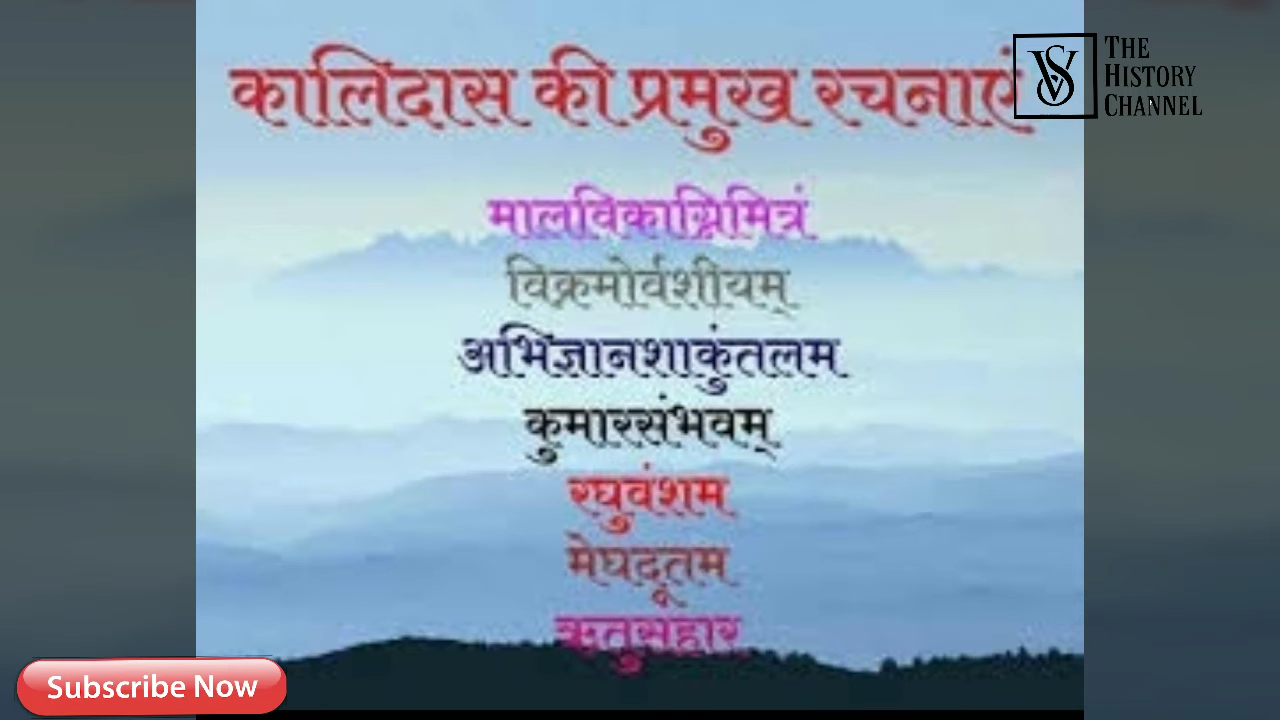 कालिदास की प्रमुख रचनाएं
VS
THE
HISTORY
CHANNEL
मालविकाग्निमित्रं
विक्रमोर्वशीयम्
अभिज्ञानशाकुंतलम
कुमारसंभवम्
रघुवंशम
मेघदूतम
ऋतुसंहार
Subscribe Now